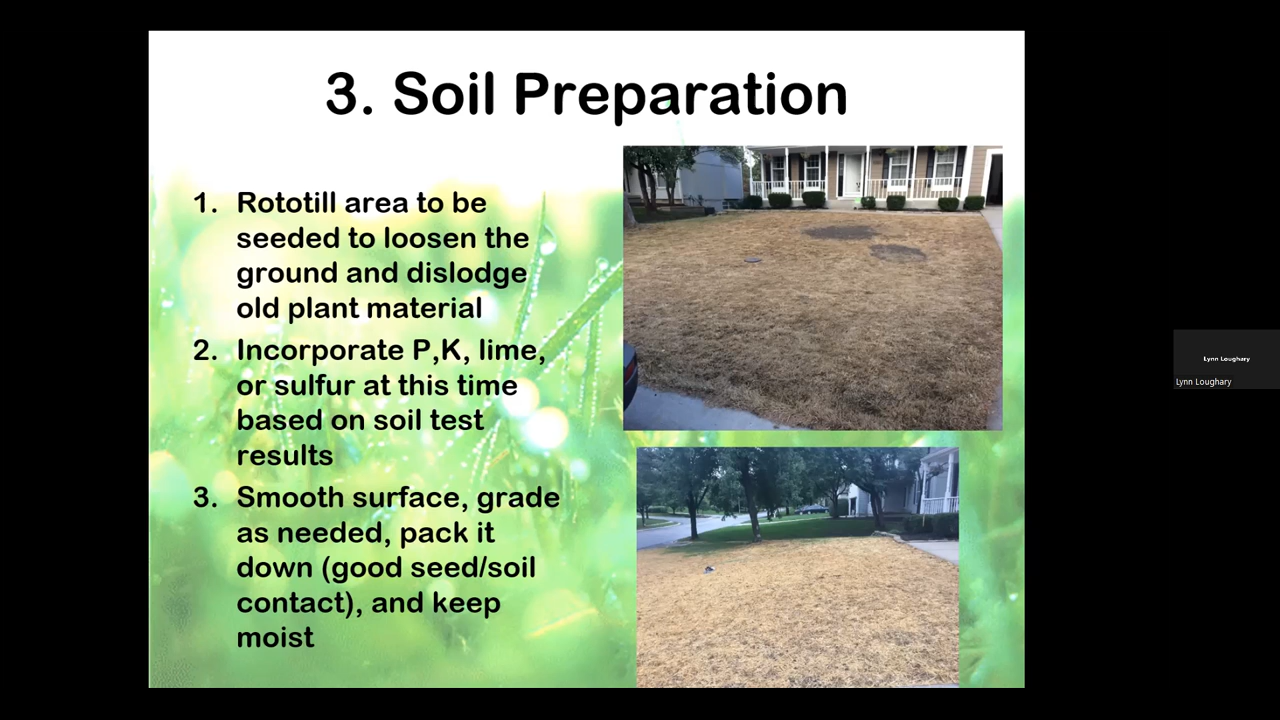 3. Soil Preparation
1. Rototill area to be
seeded to loosen the
ground and dislodge
old plant material
2. Incorporate P,K, lime,
or sulfur at this time
based on soil test
results
3. Smooth surface, grade
as needed, pack it
down (good seed/soil
contact), and keep
moist
Lynn Loughary
Lynn Loughary